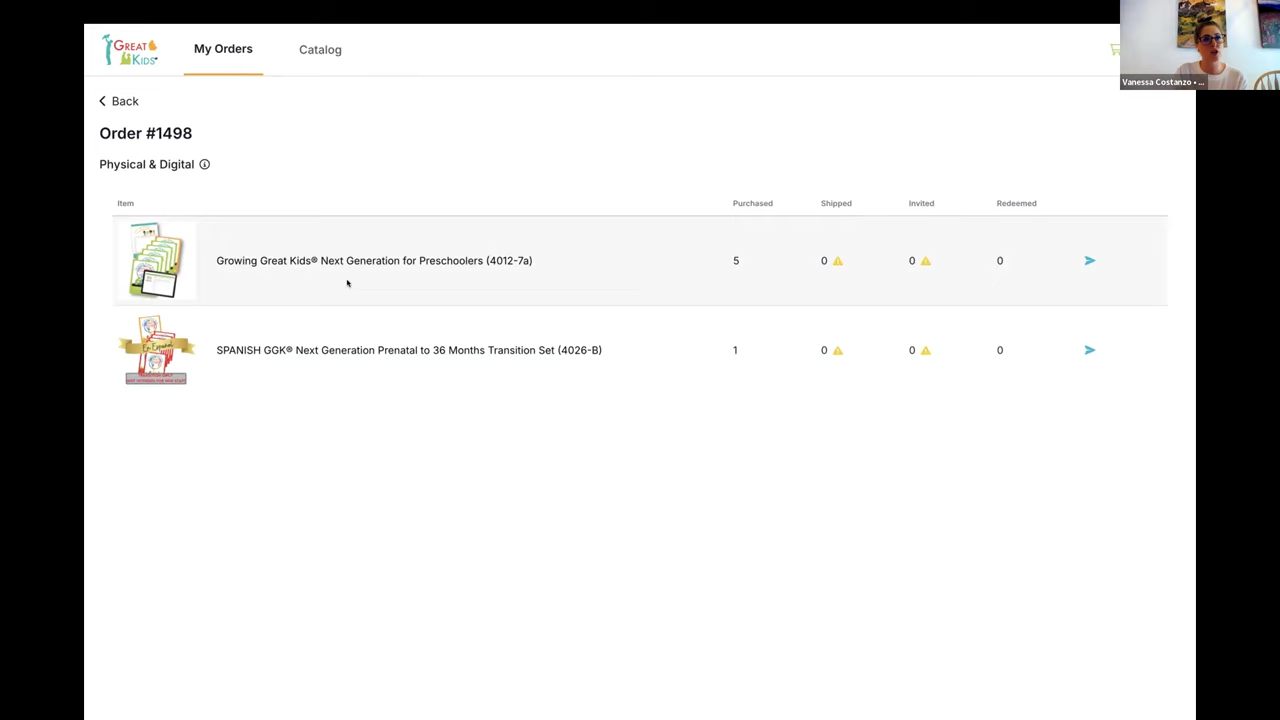 GREAT
KIDS
My Orders
Catalog
Vanessa Costanzo • ...
Back
Order #1498
Physical & Digital
Item
Purchased
Shipped
Invited
Redeemed
Growing Great Kids® Next Generation for Preschoolers (4012-7a)
5
0
0
0
En Español
SPANISH GGK® Next Generation Prenatal to 36 Months Transition Set (4026-B)
1
0
0
0